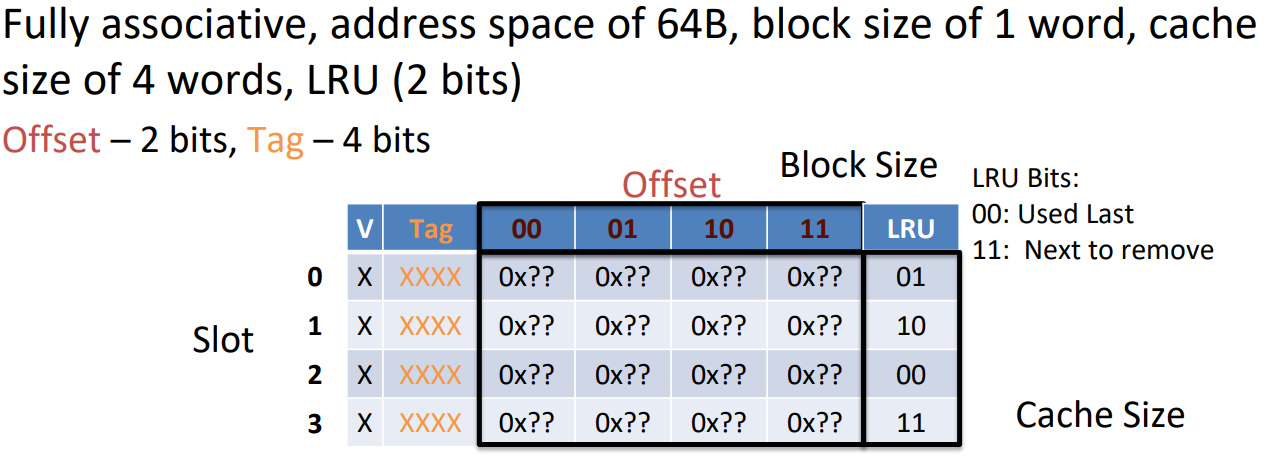 Fully associative, address space of 64B, block size of 1 word, cache
size of 4 words, LRU (2 bits)
Offset – 2 bits, Tag – 4 bits
Block Size
Offset
LRU Bits:
00: Used Last
11: Next to remove
V Tag 00 01 10 11 LRU
0 X XXXX 0x?? 0x?? 0x?? 0x?? 01
1 X XXXX 0x?? 0x?? 0x?? 0x?? 10
Slot
2 X XXXX 0x?? 0x?? 0x?? 0x?? 00
3 X XXXX 0x?? 0x?? 0x?? 0x?? 11
Cache Size